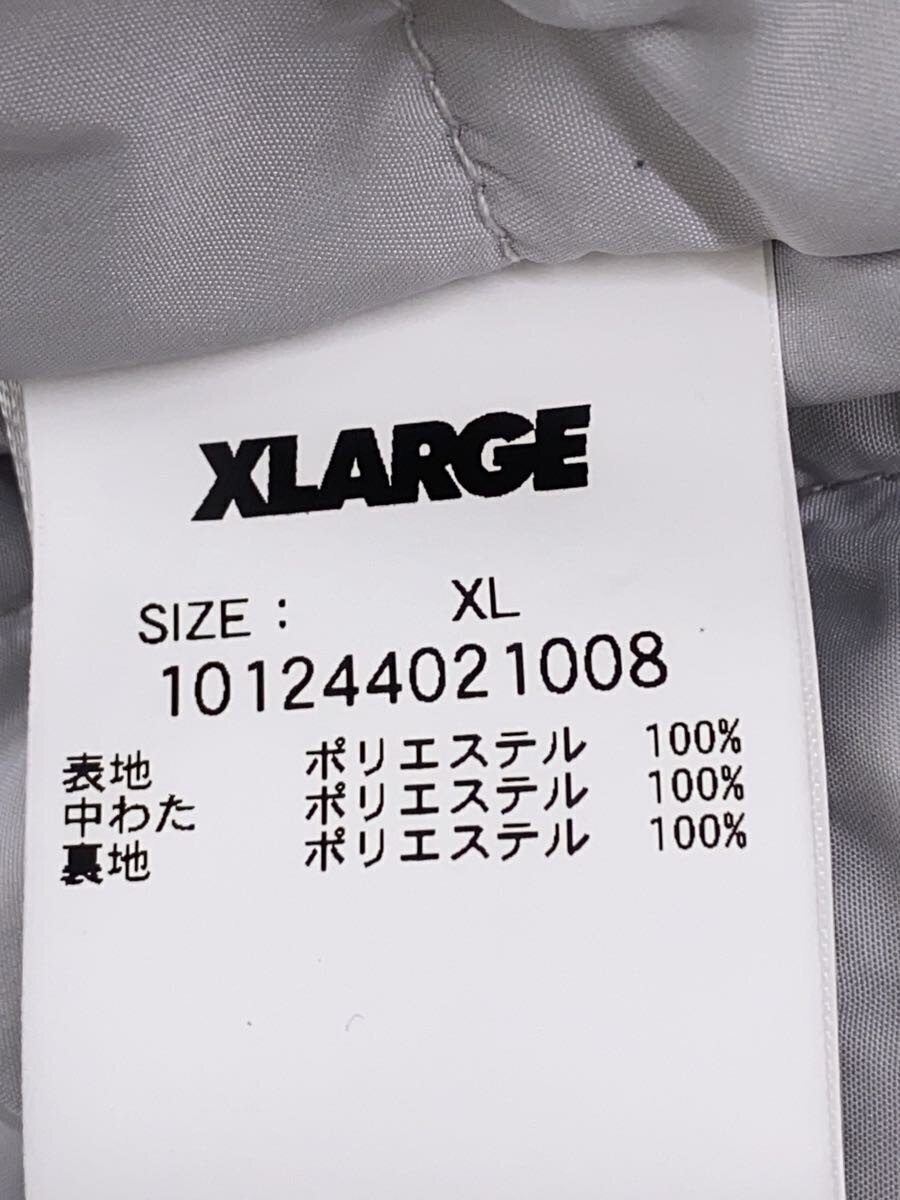 XLARGE
SIZE : XL
101244021008
表地 ポリエステル 100%
中わた ポリエステル 100%
裏地 ポリエステル 100%